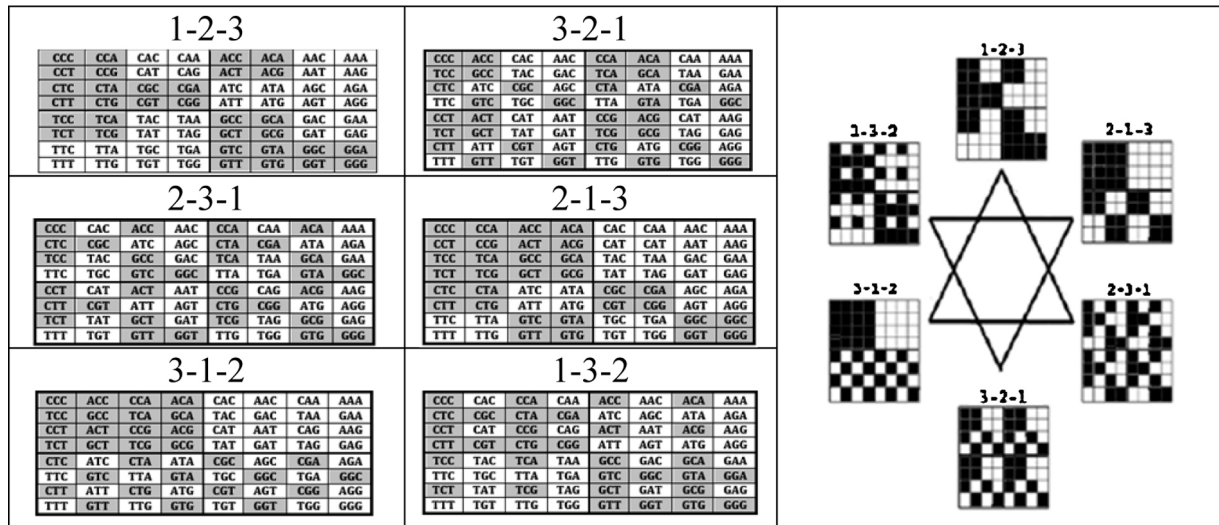 1-2-3
CCC CCA CAC CAA ACC ACA AAC AAA
CCT CCG CAT CAG ACT ACG AAT AAG
CTC CTA CGC CGA ATC ATA AGC AGA
CTT CTG CGT CGG ATT ATG AGT AGG
TCC TCA TAC TAA GCC GCA GAC GAA
TCT TCG TAT TAG GCT GCG GAT GAG
TTC TTA TGC TGA GTC GTA GGC GGA
TTT TTG TGT TGG GTT GTG GGT GGG
3-2-1
CCC ACC CAC AAC CCA ACA CAA AAA
TCC GCC TAC GAC TCA GCA TAA GAA
CTC ATC CGC AGC CTA ATA CGA AGA
TTC GTC TGC GGC TTA GTA TGA GGC
CCT ACT CAT AAT CCG ACG CAT AAG
TCT GCT TAT GAT TCG GCG TAG GAG
CTT ATT CGT AGT CTG ATG CGG AGG
TTT GTT TGT GGT TTG GTG TGG GGG
2-3-1
CCC CAC ACC AAC CCA CAA ACA AAA
CTC CGC ATC AGC CTA CGA ATA AGA
TCC TAC GCC GAC TCA TAA GCA GAA
TTC TGC GTC GGC TTA TGA GTA GGC
CCT CAT ACT AAT CCG CAG ACG AAG
CTT CGT ATT AGT CTG CGG ATG AGG
TCT TAT GCT GAT TCG TAG GCG GAG
TTT TGT GTT GGT TTG TGG GTG GGG
2-1-3
CCC CCA ACC ACA CAC CAA AAC AAA
CCT CCG ACT ACG CAT CAT AAT AAG
TCC TCA GCC GCA TAC TAA GAC GAA
TCT TCG GCT GCG TAT TAG GAT GAG
CTC CTA ATC ATA CGC CGA AGC AGA
CTT CTG ATT ATG CGT CGG AGT AGG
TTC TTA GTC GTA TGC TGA GGC GGC
TTT TTG GTT GTG TGT TGG GGT GGG
3-1-2
CCC ACC CCA ACA CAC AAC CAA AAA
TCC GCC TCA GCA TAC GAC TAA GAA
CCT ACT CCG ACG CAT AAT CAG AAG
TCT GCT TCG GCG TAT GAT TAG GAG
CTC ATC CTA ATA CGC AGC CGA AGA
TTC GTC TTA GTA TGC GGC TGA GGC
CTT ATT CTG ATG CGT AGT CGG AGG
TTT GTT TTG GTG TGT GGT TGG GGG
1-3-2
CCC CAC CCA CAA ACC AAC ACA AAA
CTC CGC CTA CGA ATC AGC ATA AGA
CCT CAT CCG CAG ACT AAT ACG AAG
CTT CGT CTG CGG ATT AGT ATG AGG
TCC TAC TCA TAA GCC GAC GCA GAA
TTC TGC TTA TGA GTC GGC GTA GGA
TCT TAT TCG TAG GCT GAT GCG GAG
TTT TGT TTG TGG GTT GGT GTG GGG
1-2-3
1-3-2
2-1-3
3-1-2
2-3-1
3-2-1